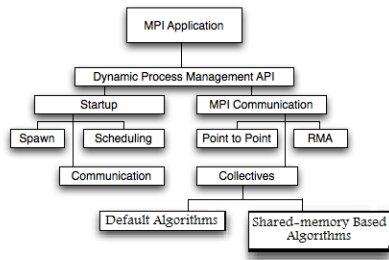 MPI Application
Dynamic Process Management API
Startup
MPI Communication
Spawn
Scheduling
Point to Point
RMA
Communication
Collectives
Default Algorithms
Shared-memory Based
Algorithms